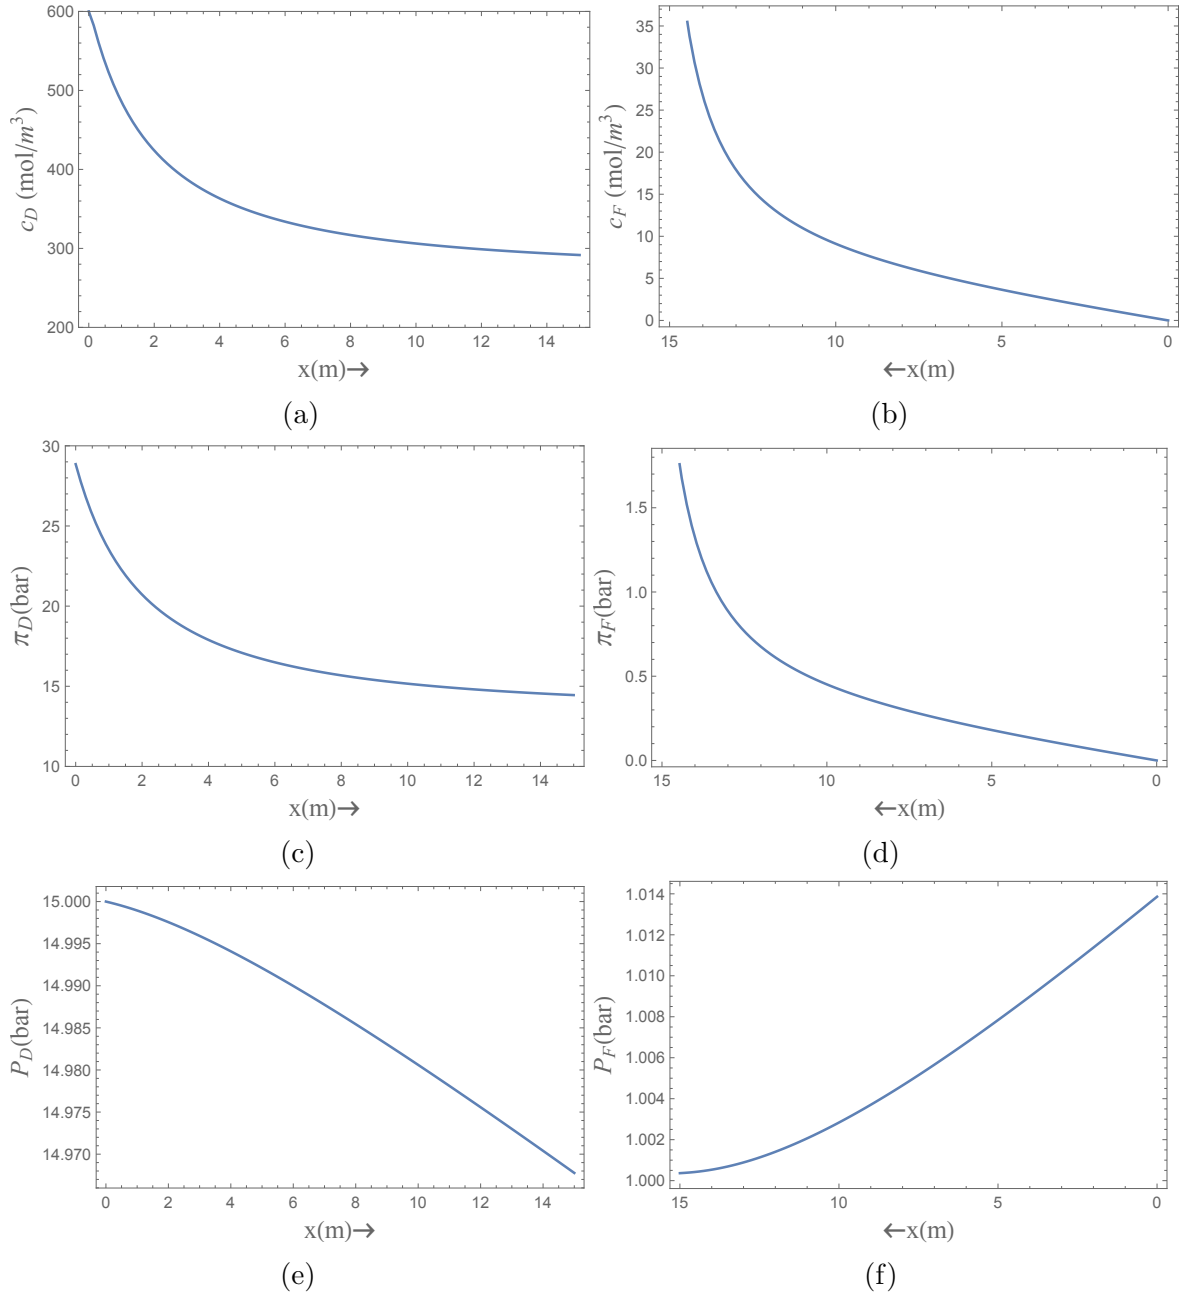 600
500
400
300
200
c_D (mol/m³)
0 2 4 6 8 10 12 14
x(m)→
(a)
35
30
25
20
15
10
5
0
c_F (mol/m³)
15 10 5 0
←x(m)
(b)
30
25
20
15
10
π_D(bar)
0 2 4 6 8 10 12 14
x(m)→
(c)
1.5
1.0
0.5
0.0
π_F(bar)
15 10 5 0
←x(m)
(d)
15.000
14.995
14.990
14.985
14.980
14.975
14.970
P_D(bar)
0 2 4 6 8 10 12 14
x(m)→
(e)
1.014
1.012
1.010
1.008
1.006
1.004
1.002
1.000
P_F(bar)
15 10 5 0
←x(m)
(f)